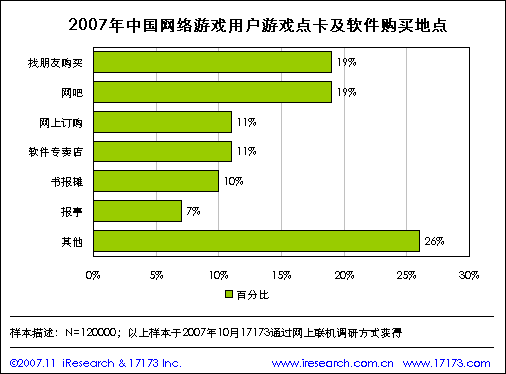 2007年中国网络游戏用户游戏点卡及软件购买地点
找朋友购买 19%
网吧 19%
网上订购 11%
软件专卖店 11%
书报摊 10%
报亭 7%
其他 26%
0% 5% 10% 15% 20% 25% 30%
百分比
样本描述：N=120000；以上样本于2007年10月17173通过网上联机调研方式获得
©2007.11 iResearch & 17173 Inc. www.iresearch.com.cn www.17173.com